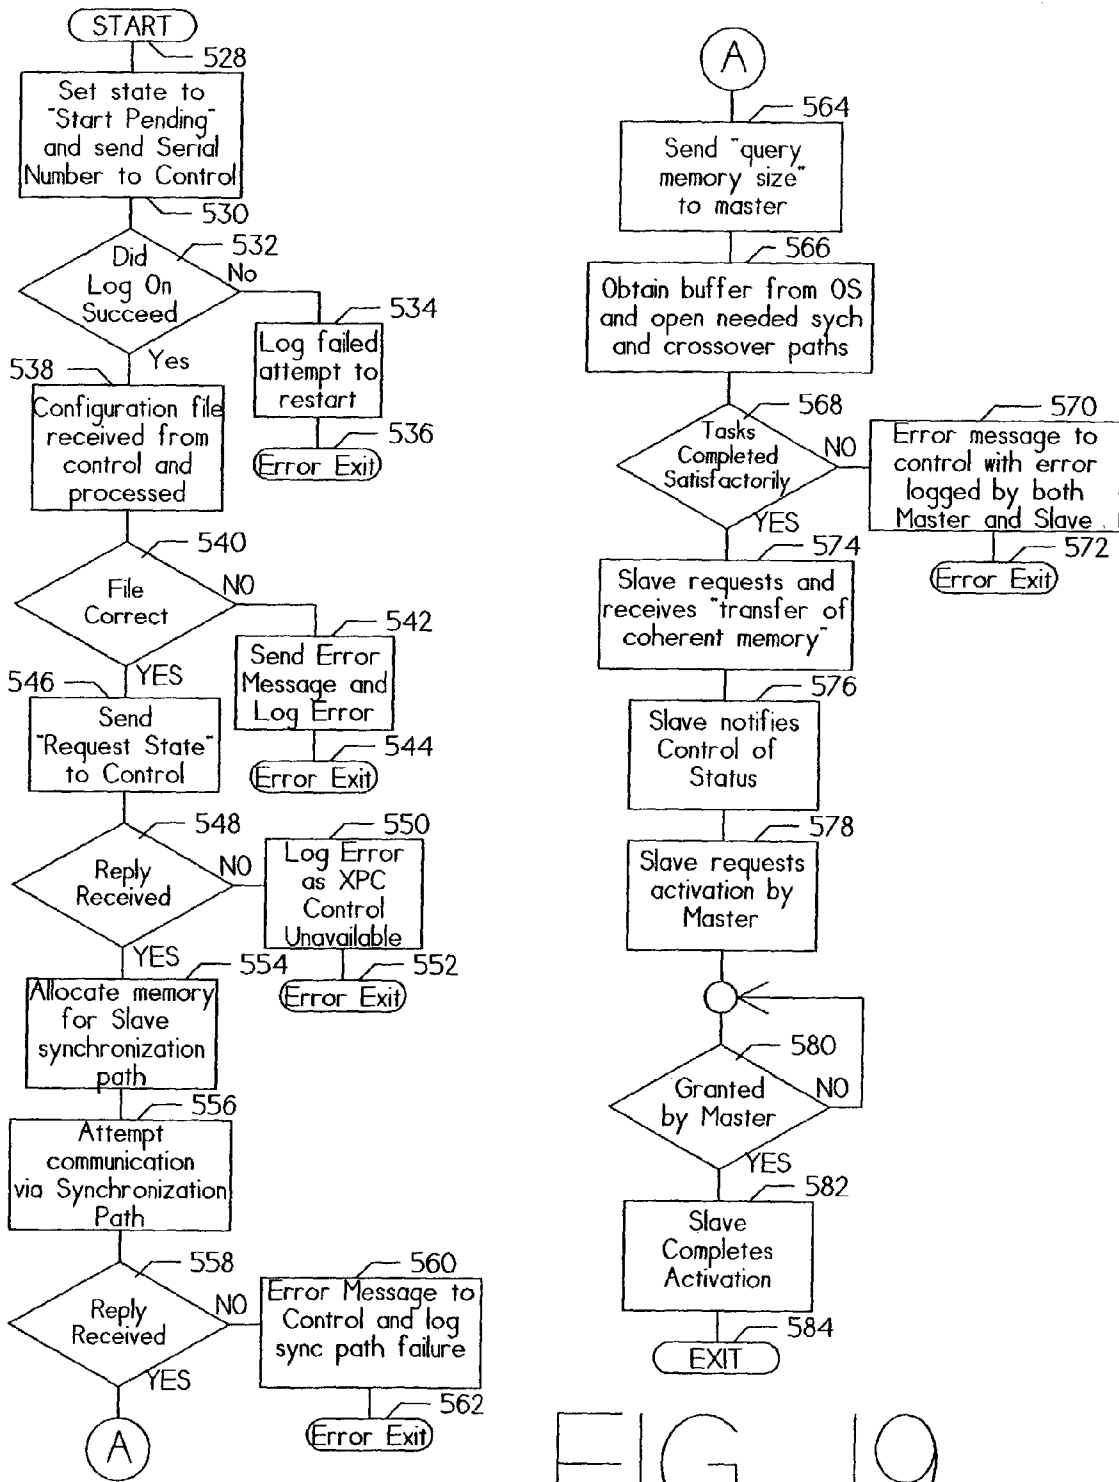 START
528
Set state to
"Start Pending"
and send Serial
Number to Control
530
532
Did
Log On
Succeed
No
Yes
534
Log failed
attempt to
restart
536
Error Exit
538
Configuration file
received from
control and
processed
540
File
Correct
NO
YES
542
Send Error
Message and
Log Error
544
Error Exit
546
Send
"Request State"
to Control
548
Reply
Received
NO
YES
550
Log Error
as XPC
Control
Unavailable
552
Error Exit
554
Allocate memory
for Slave
synchronization
path
556
Attempt
communication
via Synchronization
Path
558
Reply
Received
NO
YES
560
Error Message to
Control and log
sync path failure
562
Error Exit
A
A
564
Send "query
memory size"
to master
566
Obtain buffer from OS
and open needed sych
and crossover paths
568
Tasks
Completed
Satisfactorily
NO
YES
570
Error message to
control with error
logged by both
Master and Slave
572
Error Exit
574
Slave requests and
receives "transfer of
coherent memory"
576
Slave notifies
Control of
Status
578
Slave requests
activation by
Master
580
Granted
by Master
NO
YES
582
Slave
Completes
Activation
584
EXIT
FIG 19